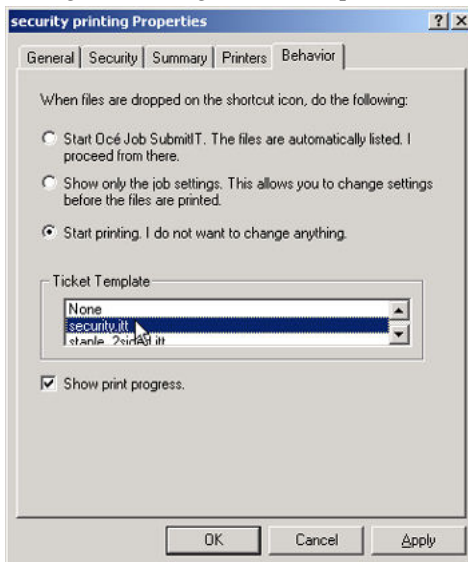 security printing Properties
General Security Summary Printers Behavior
When files are dropped on the shortcut icon, do the following:
Start Océ Job SubmitIT. The files are automatically listed. I
proceed from there.
Show only the job settings. This allows you to change settings
before the files are printed.
Start printing. I do not want to change anything.
Ticket Template
None
security.jtt
staple_2sided.jtt
Show print progress.
OK Cancel Apply